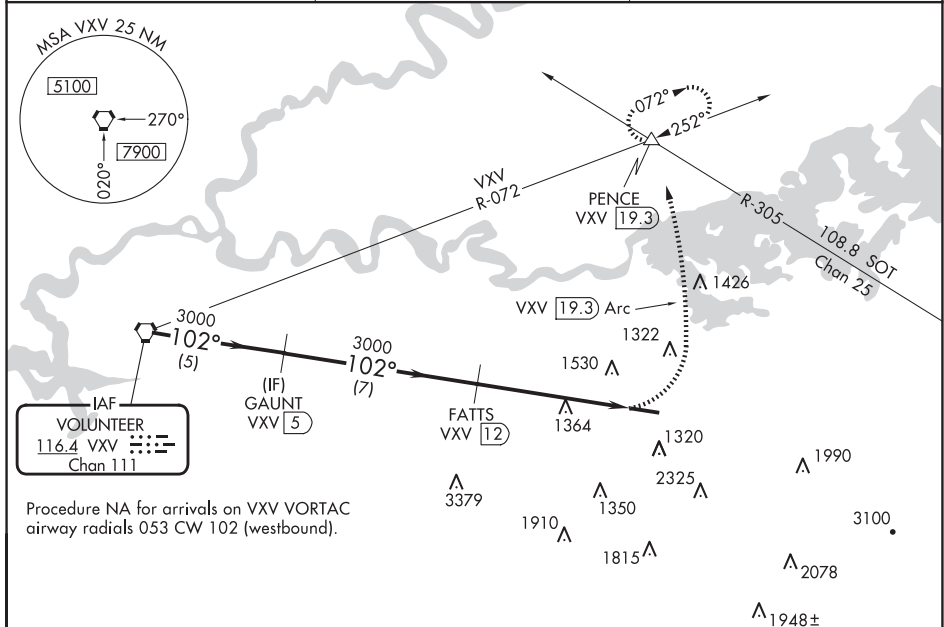 MSA VXV 25 NM
5100
270°
7900
020°
072°
252°
VXV
R-072
PENCE
VXV 19.3
R-305
108.8 SOT
Chan 25
1426
VXV 19.3 Arc
1322
1530
3000
102°
(5)
3000
102°
(7)
(IF)
GAUNT
VXV 5
FATTS
VXV 12
1364
IAF
VOLUNTEER
116.4 VXV
Chan 111
1320
1990
2325
3379
1350
1910
3100
1815
2078
1948±
Procedure NA for arrivals on VXV VORTAC
airway radials 053 CW 102 (westbound).